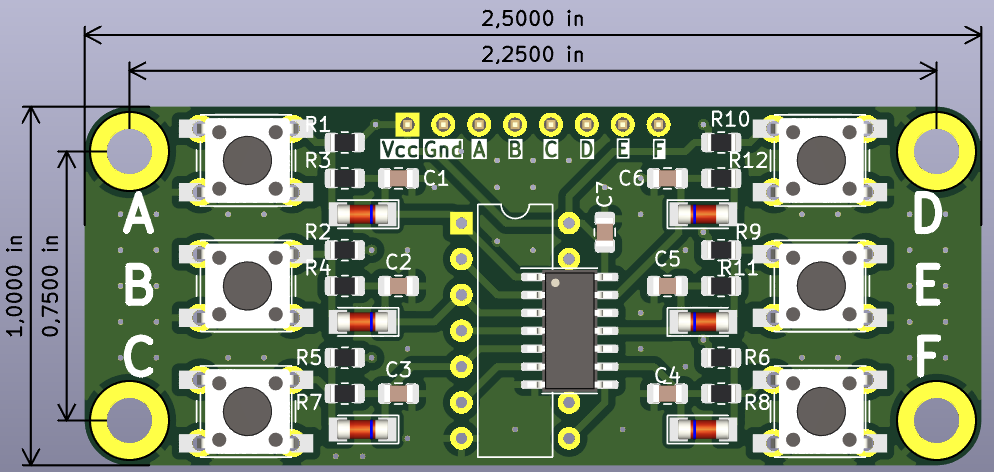 2,5000 in
2,2500 in
1,0000 in
0,7500 in
R1
R10
Vcc Gnd A B C D E F
R3
R12
C1
C6
C7
A
D
R2
R9
R4
C2
C5
R11
B
E
C
F
R5
R6
C3
C4
R7
R8